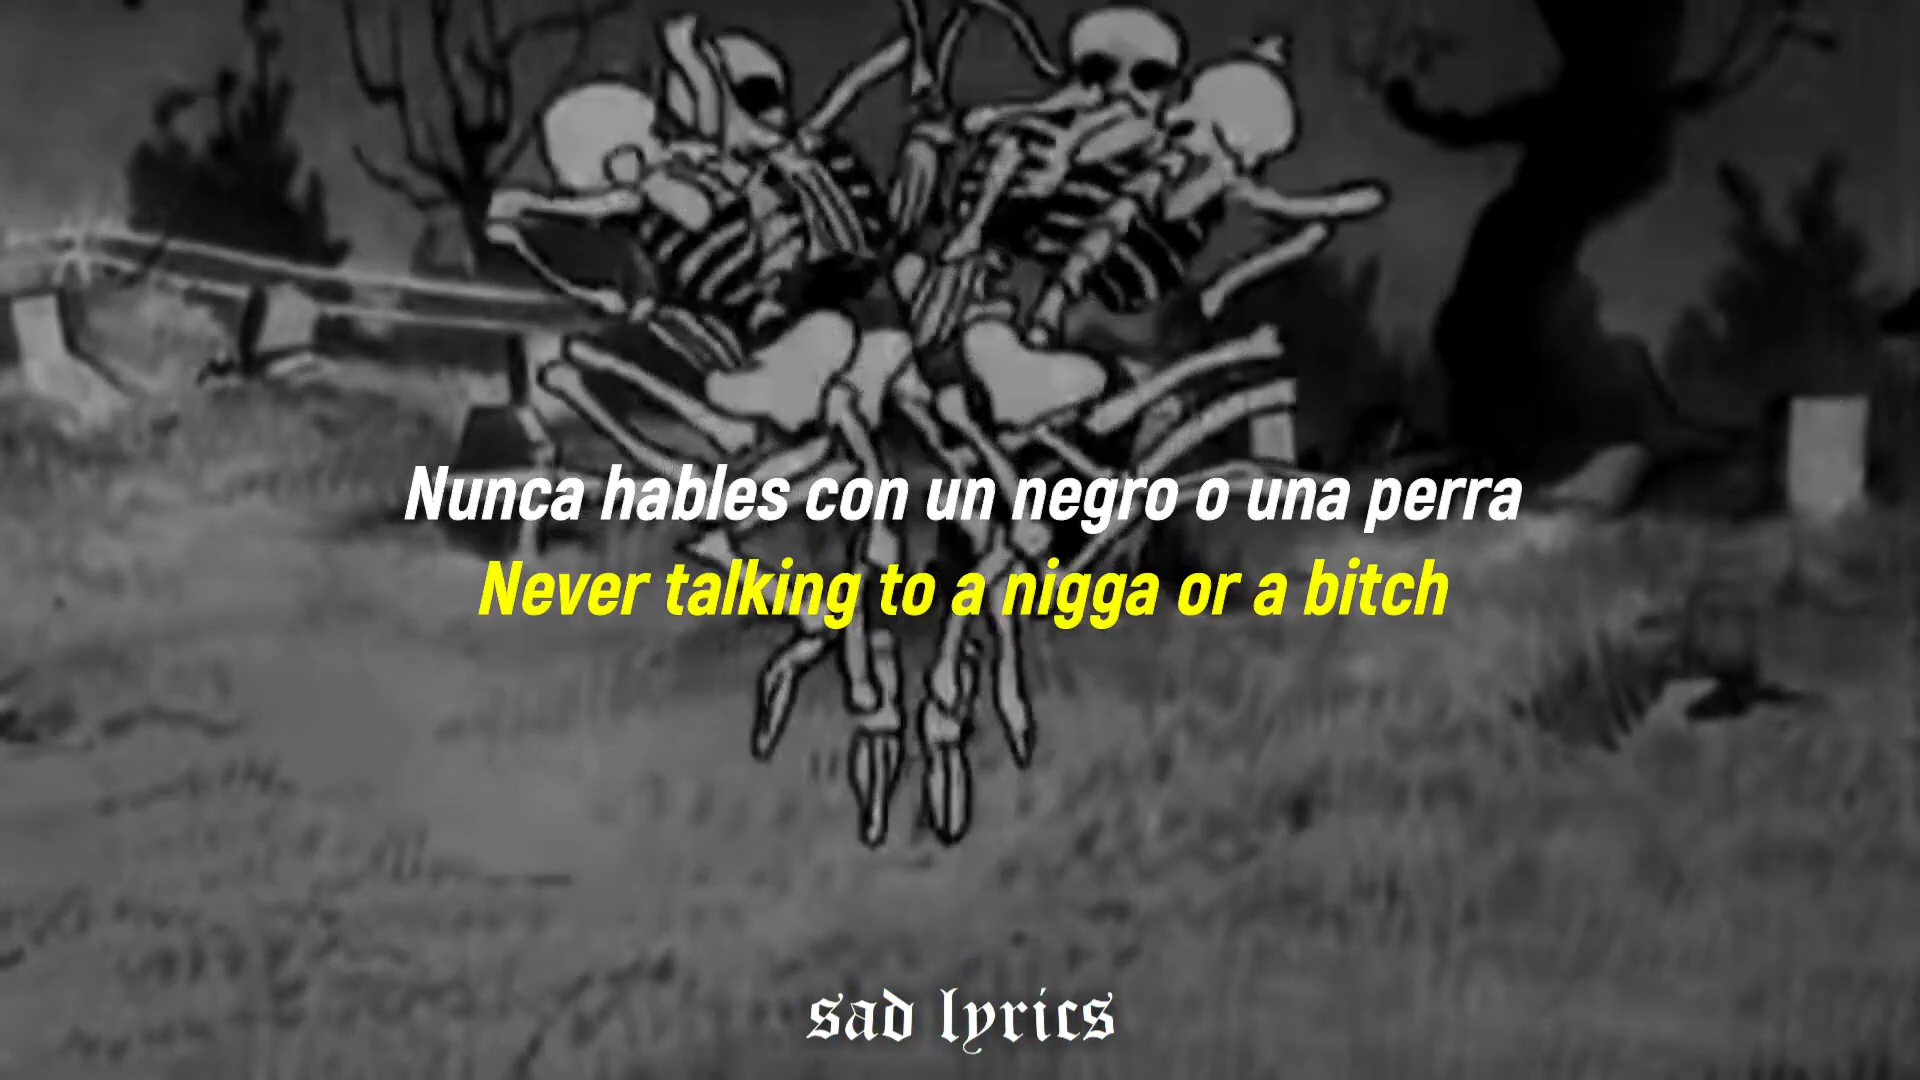 Nunca hables con un negro o una perra
Never talking to a nigga or a bitch
sad lyrics